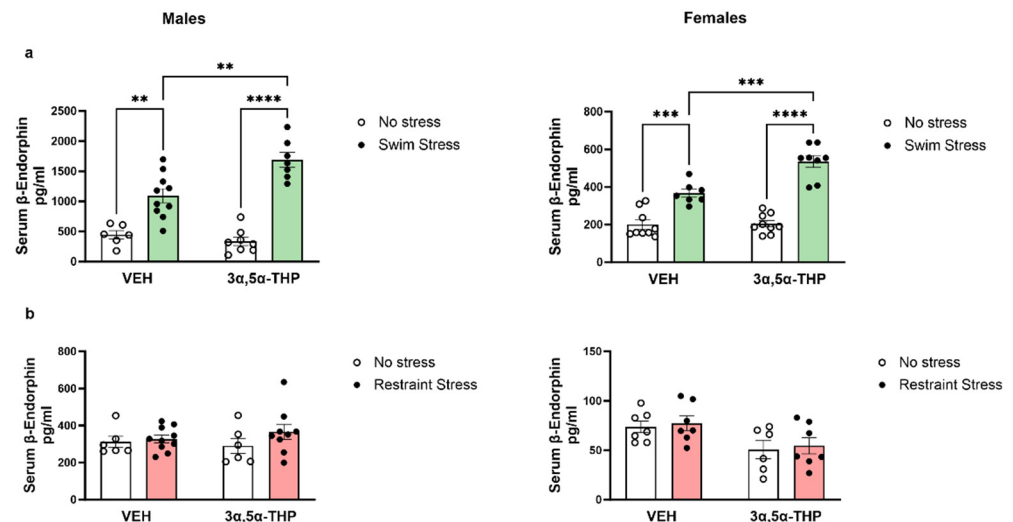 Males
Females
a
**
**
****
2500
2000
1500
1000
500
0
Serum β-Endorphin
pg/ml
No stress
Swim Stress
VEH
3α,5α-THP
***
***
****
800
600
400
200
0
Serum β-Endorphin
pg/ml
No stress
Swim Stress
VEH
3α,5α-THP
b
800
600
400
200
0
Serum β-Endorphin
pg/ml
No stress
Restraint Stress
VEH
3α,5α-THP
150
100
50
0
Serum β-Endorphin
pg/ml
No stress
Restraint Stress
VEH
3α,5α-THP